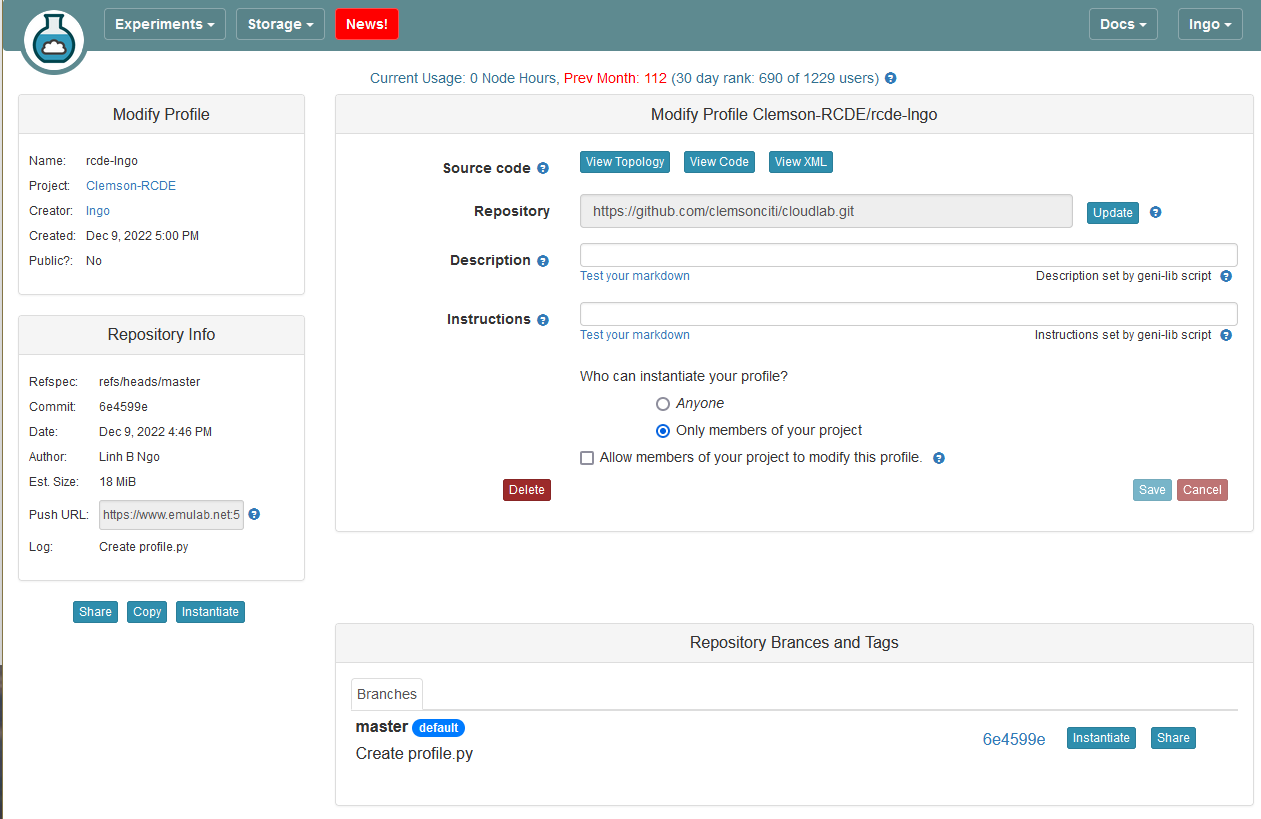 Experiments Storage News! Docs Ingo
Current Usage: 0 Node Hours, Prev Month: 112 (30 day rank: 690 of 1229 users)
Modify Profile
Name: rcde-Ingo
Project: Clemson-RCDE
Creator: lngo
Created: Dec 9, 2022 5:00 PM
Public?: No
Repository Info
Refspec: refs/heads/master
Commit: 6e4599e
Date: Dec 9, 2022 4:46 PM
Author: Linh B Ngo
Est. Size: 18 MiB
Push URL: https://www.emulab.net:5
Log: Create profile.py
Share Copy Instantiate
Modify Profile Clemson-RCDE/rcde-lngo
Source code View Topology View Code View XML
Repository https://github.com/clemsonciti/cloudlab.git Update
Description
Test your markdown Description set by geni-lib script
Instructions
Test your markdown Instructions set by geni-lib script
Who can instantiate your profile?
Anyone
Only members of your project
Allow members of your project to modify this profile.
Delete Save Cancel
Repository Brances and Tags
Branches
master default
Create profile.py
6e4599e Instantiate Share